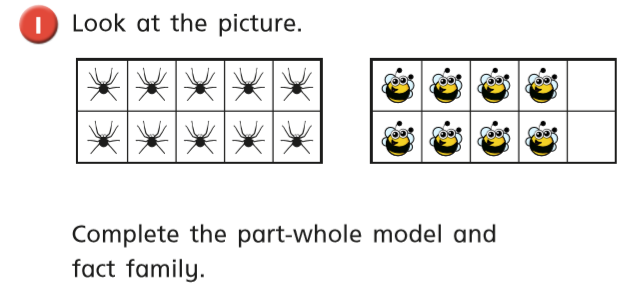 1 Look at the picture.
Complete the part-whole model and
fact family.